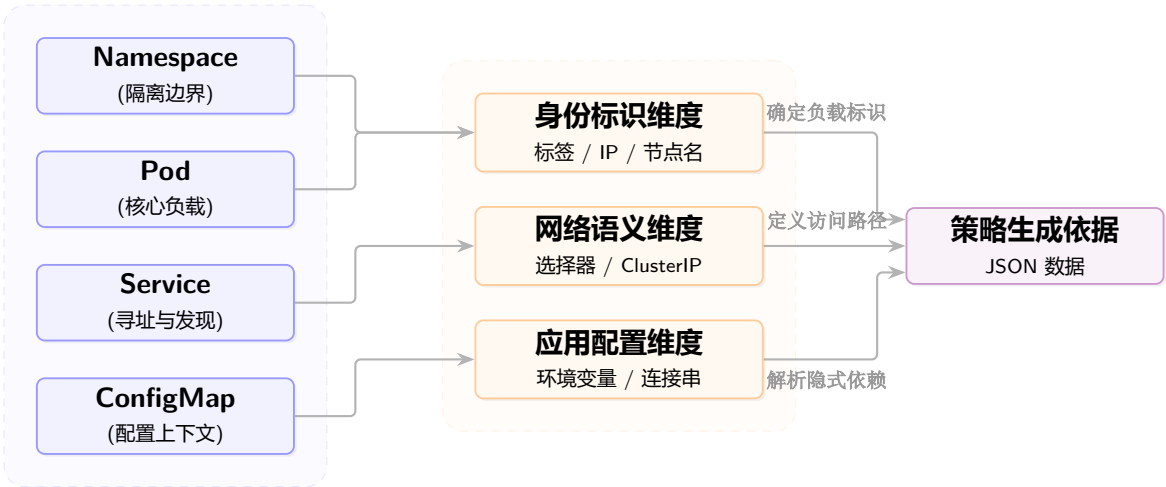 Namespace
(隔离边界)
Pod
(核心负载)
Service
(寻址与发现)
ConfigMap
(配置上下文)
身份标识维度
标签 / IP / 节点名
网络语义维度
选择器 / ClusterIP
应用配置维度
环境变量 / 连接串
确定负载标识
定义访问路径
解析隐式依赖
策略生成依据
JSON 数据